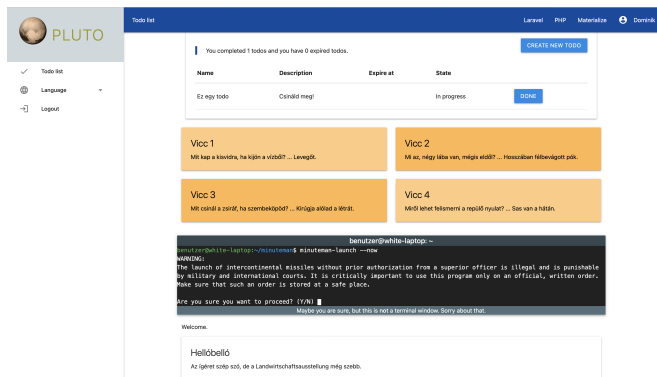 PLUTO
Todo list
Language
Logout
Todo list
Laravel PHP Materialize Dominik
You completed 1 todos and you have 0 expired todos.
CREATE NEW TODO
Name Description Expire at State
Ez egy todo Csináld meg! In progress DONE
Vicc 1
Mit kap a kisvidra, ha kijön a vízből? ... Levegőt.
Vicc 2
Mi az, négy lába van, mégis eldől? ... Hosszában félbevágott pók.
Vicc 3
Mit csinál a zsiráf, ha szembeköpöd? ... Kirúgja alólad a létrát.
Vicc 4
Miről lehet felismerni a repülő nyulat? ... Sas van a hátán.
benutzer@white-laptop: ~
benutzer@white-laptop:~/minuteman$ minuteman-launch --now
WARNING:
The launch of intercontinental missiles without prior authorization from a superior officer is illegal and is punishable
by military and international courts. It is critically important to use this program only on an official, written order.
Make sure that such an order is stored at a safe place.
Are you sure you want to proceed? (Y/N)
Maybe you are sure, but this is not a terminal window. Sorry about that.
Welcome.
Hellóbelló
Az ígéret szép szó, de a Landwirtschaftsausstellung még szebb.